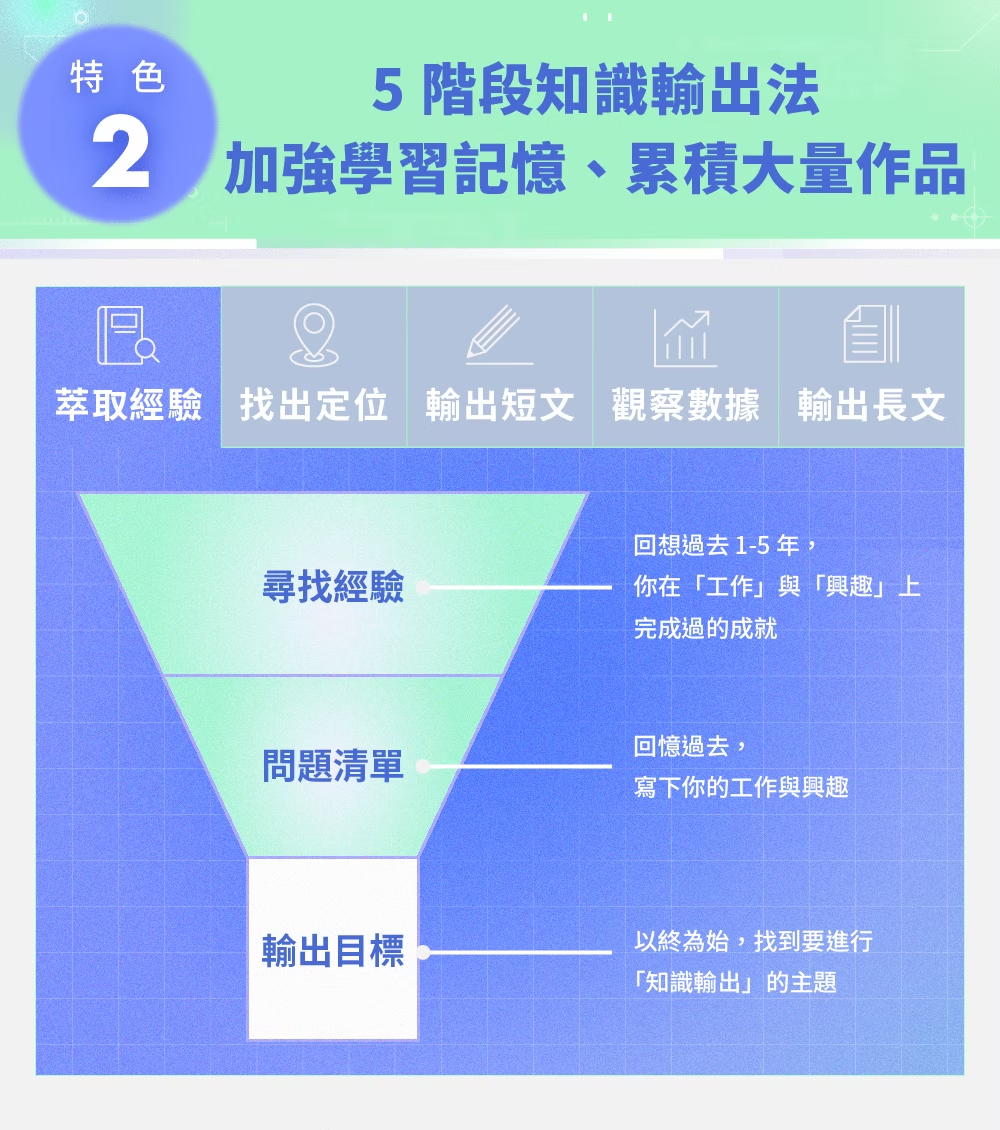 特 色
2
5 階段知識輸出法
加強學習記憶、累積大量作品
萃取經驗
找出定位
輸出短文
觀察數據
輸出長文
尋找經驗
回想過去 1-5 年，
你在「工作」與「興趣」上
完成過的成就
問題清單
回憶過去，
寫下你的工作與興趣
輸出目標
以終為始，找到要進行
「知識輸出」的主題